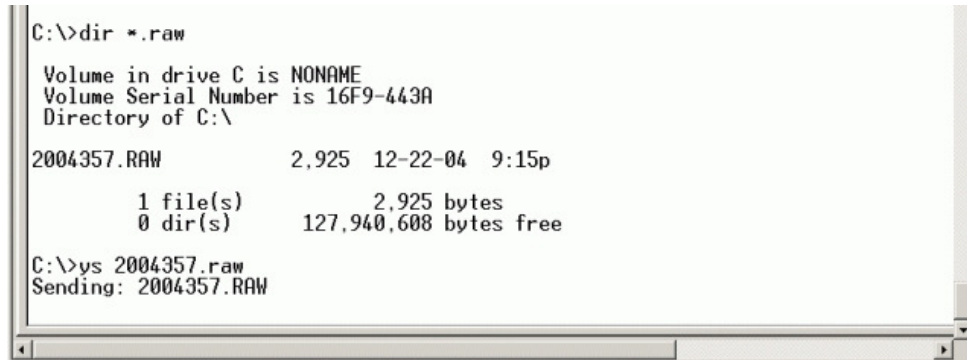 C:\>dir *.raw
Volume in drive C is NONAME
Volume Serial Number is 16F9-443A
Directory of C:\
2004357.RAW 2,925 12-22-04 9:15p
1 file(s) 2,925 bytes
0 dir(s) 127,940,608 bytes free
C:\>ys 2004357.raw
Sending: 2004357.RAW